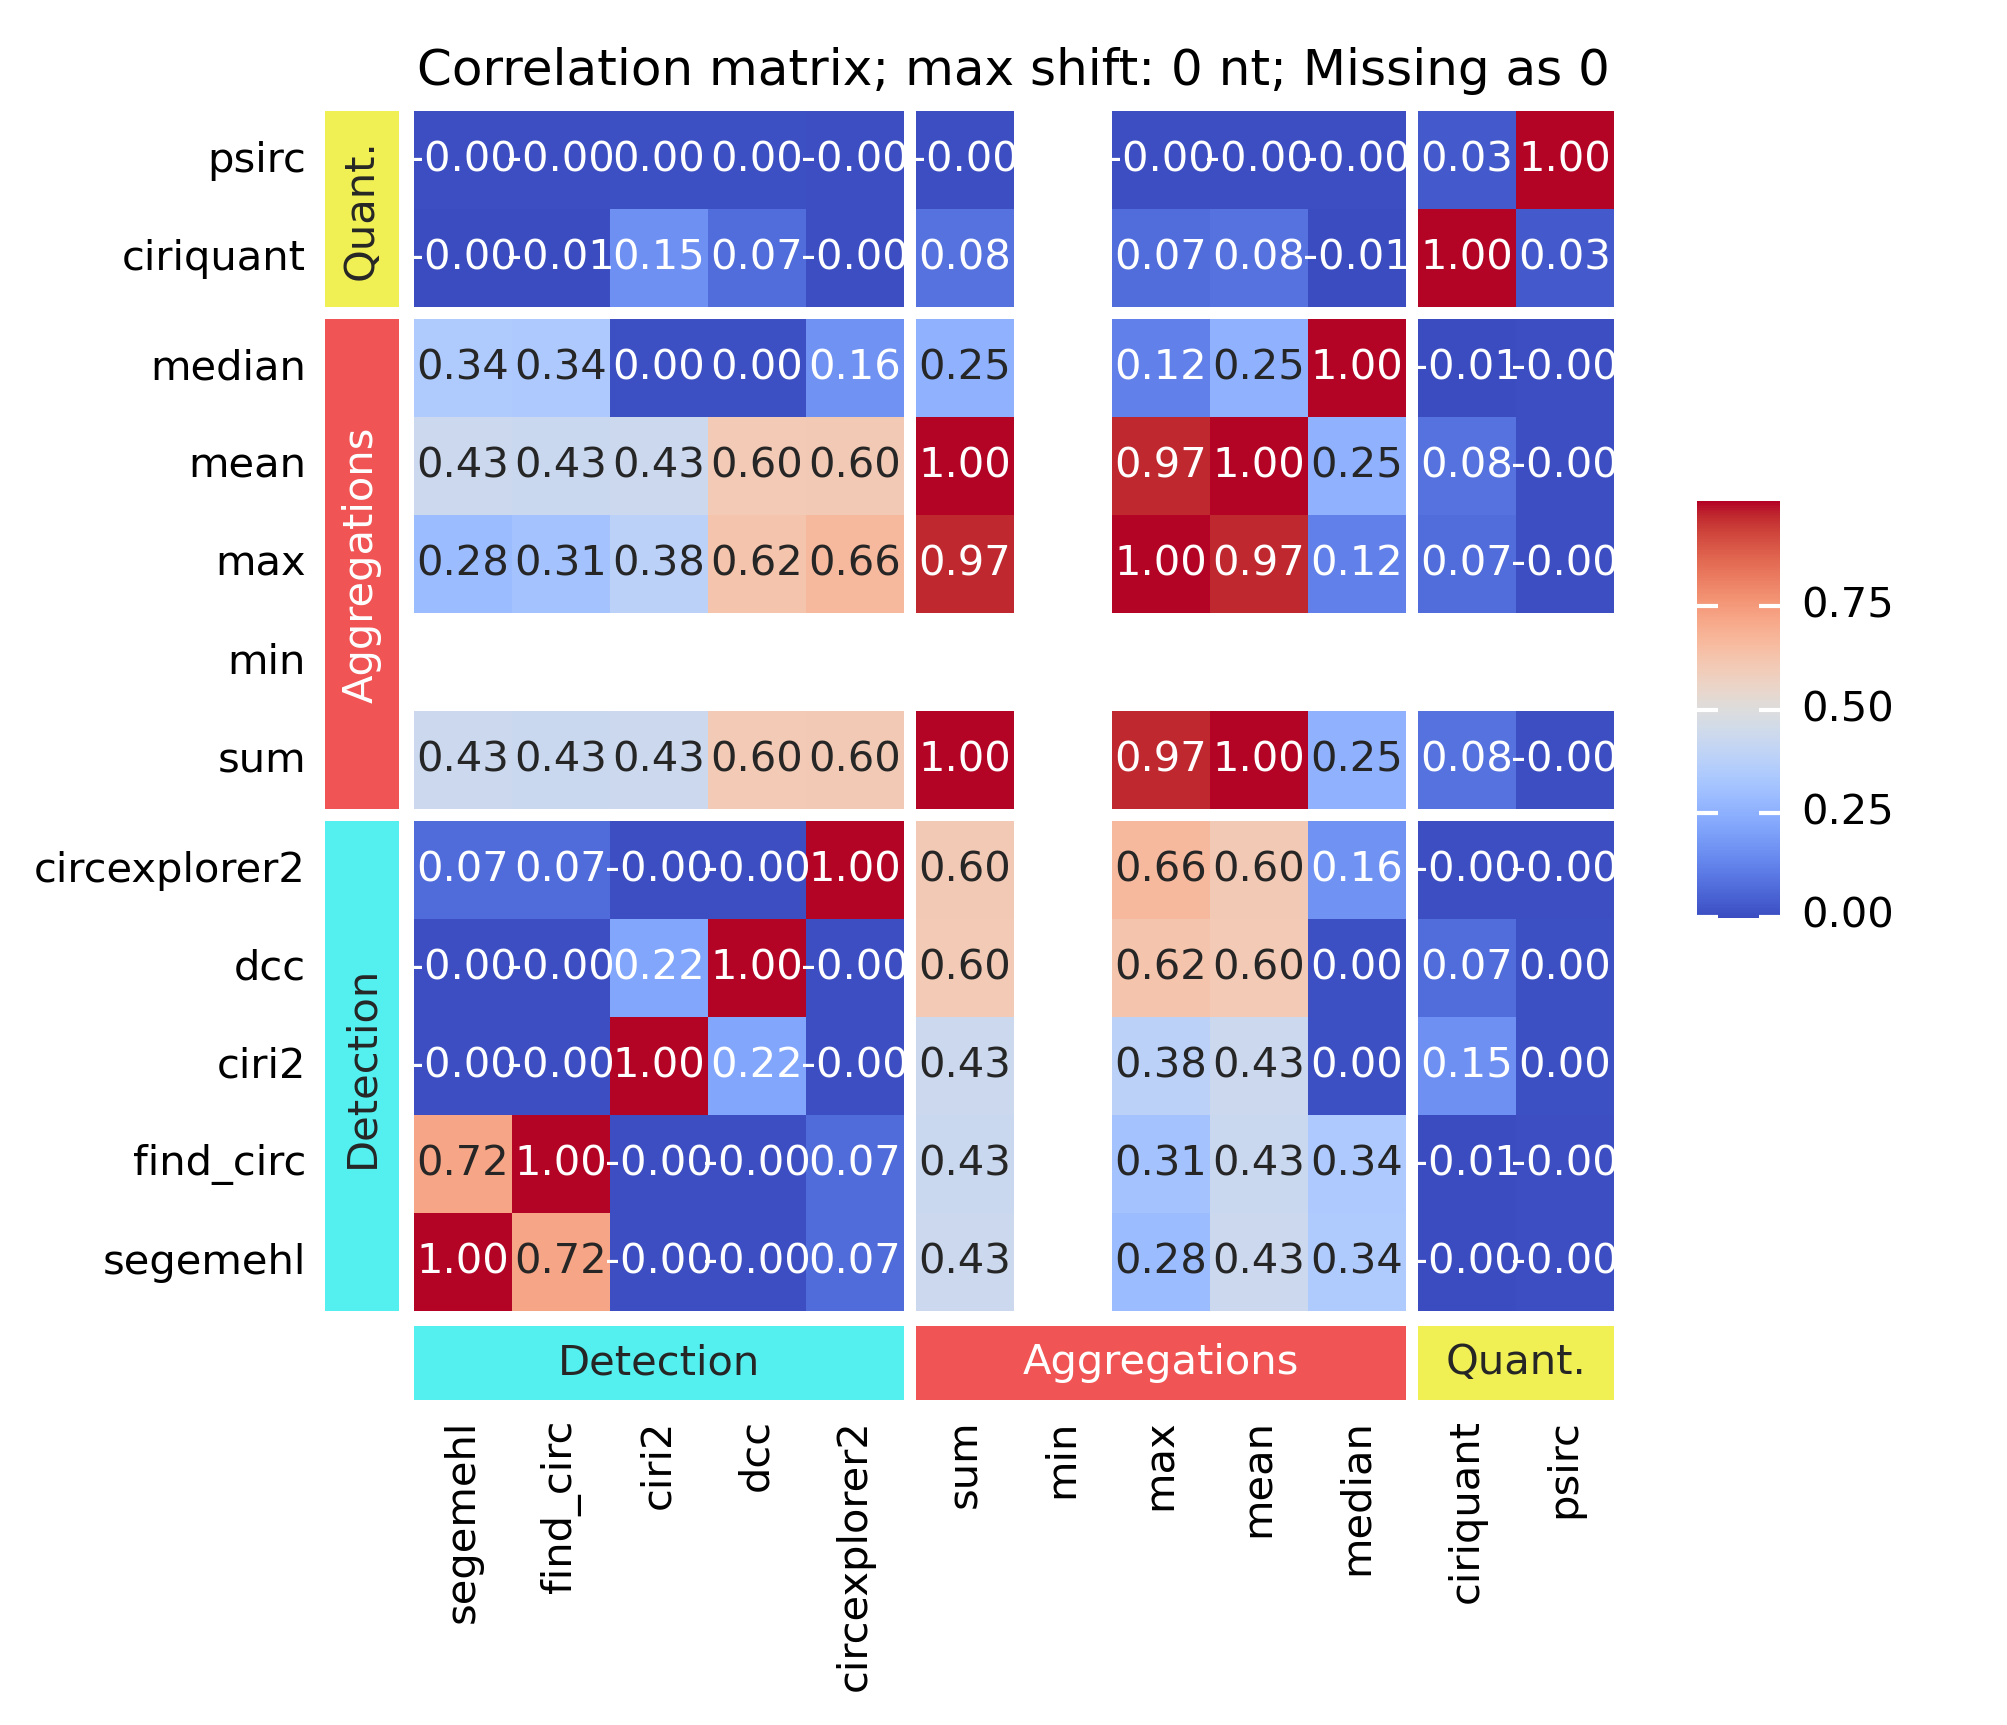 Correlation matrix; max shift: 0 nt; Missing as 0
psirc
-0.00 -0.00 0.00 0.00 -0.00 -0.00 -0.00 -0.00 -0.00 0.03 1.00
ciriquant
-0.00 -0.01 0.15 0.07 -0.00 0.08 0.07 0.08 -0.01 1.00 0.03
Quant.
median
0.34 0.34 0.00 0.00 0.16 0.25 0.12 0.25 1.00 -0.01 -0.00
mean
0.43 0.43 0.43 0.60 0.60 1.00 0.97 1.00 0.25 0.08 -0.00
max
0.28 0.31 0.38 0.62 0.66 0.97 1.00 0.97 0.12 0.07 -0.00
min
sum
0.43 0.43 0.43 0.60 0.60 1.00 0.97 1.00 0.25 0.08 -0.00
Aggregations
circexplorer2
0.07 0.07 -0.00 -0.00 1.00 0.60 0.66 0.60 0.16 -0.00 -0.00
dcc
-0.00 -0.00 0.22 1.00 -0.00 0.60 0.62 0.60 0.00 0.07 0.00
ciri2
-0.00 -0.00 1.00 0.22 -0.00 0.43 0.38 0.43 0.00 0.15 0.00
find_circ
0.72 1.00 -0.00 -0.00 0.07 0.43 0.31 0.43 0.34 -0.01 -0.00
segemehl
1.00 0.72 -0.00 -0.00 0.07 0.43 0.28 0.43 0.34 -0.00 -0.00
Detection
Detection
Aggregations
Quant.
segemehl
find_circ
ciri2
dcc
circexplorer2
sum
min
max
mean
median
ciriquant
psirc
0.75
0.50
0.25
0.00